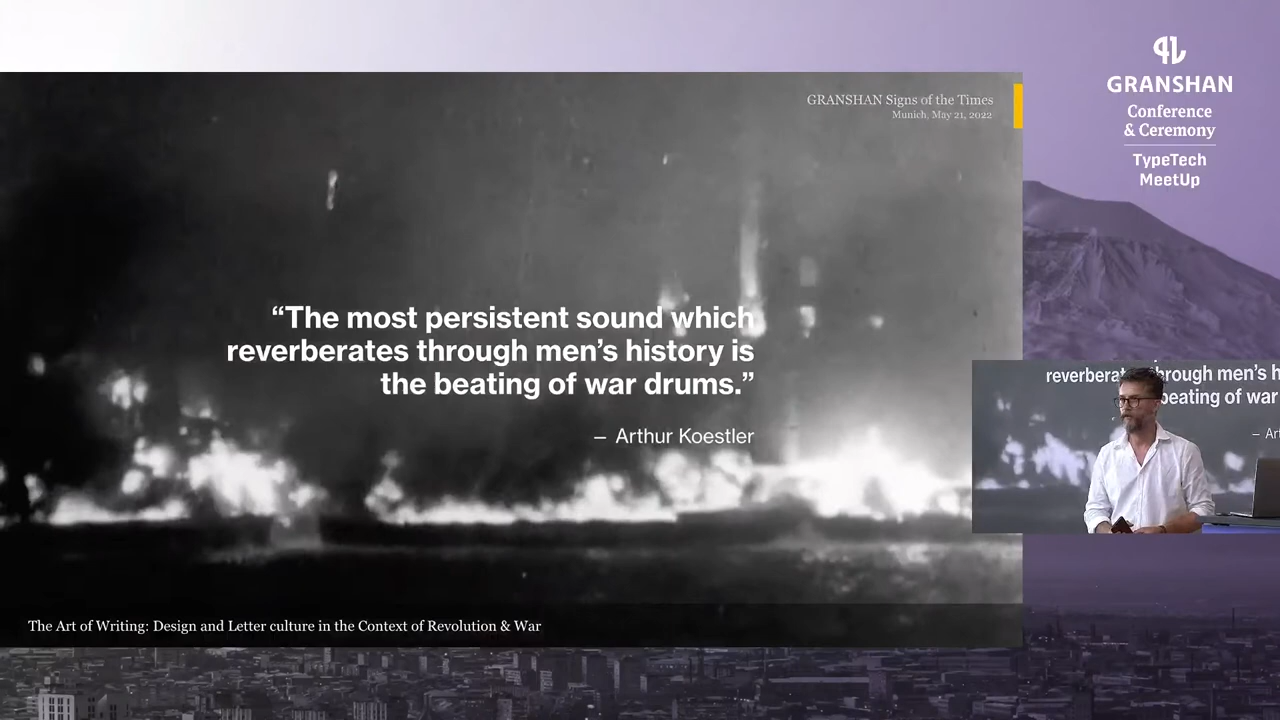 GRANSHAN
Conference
& Ceremony
TypeTech
MeetUp
GRANSHAN Signs of the Times
Munich, May 21, 2022
“The most persistent sound which
reverberates through men’s history is
the beating of war drums.”
– Arthur Koestler
reverberat hrough men’s h
beating of war
– Art
The Art of Writing: Design and Letter culture in the Context of Revolution & War